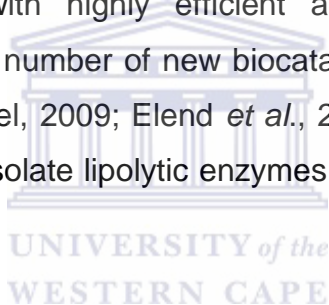 with highly efficient a
number of new biocata
el, 2009; Elend et al., 2
solate lipolytic enzymes
UNIVERSITY of the
WESTERN CAPE